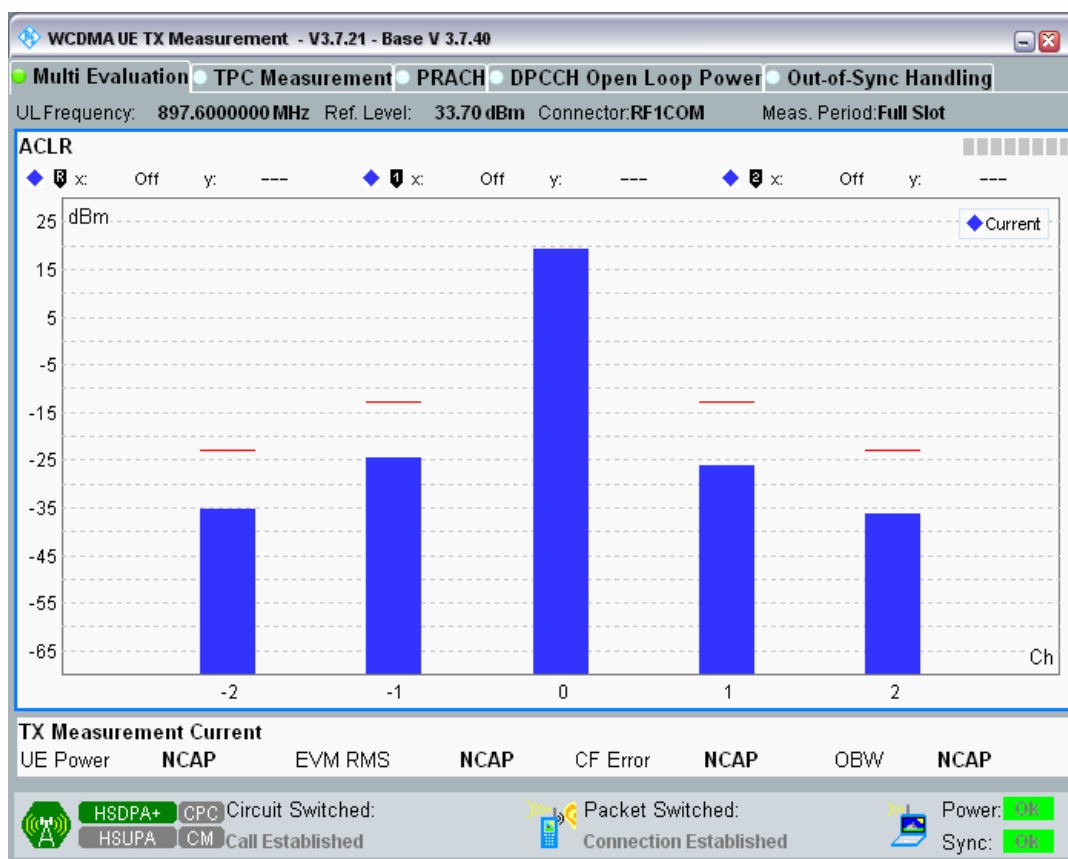 WCDMA UE TX Measurement - V3.7.21 - Base V 3.7.40
Multi Evaluation TPC Measurement PRACH DPCCH Open Loop Power Out-of-Sync Handling
UL Frequency: 897.6000000 MHz Ref. Level: 33.70 dBm Connector:RF1COM Meas. Period:Full Slot
ACLR
R x: Off y: --- 1 x: Off y: --- 2 x: Off y: ---
dBm
Current
25
15
5
-5
-15
-25
-35
-45
-55
-65
Ch
-2 -1 0 1 2
TX Measurement Current
UE Power NCAP EVM RMS NCAP CF Error NCAP OBW NCAP
HSDPA+ CPC Circuit Switched: Packet Switched: Power: OK
HSUPA CM Call Established Connection Established Sync: OK